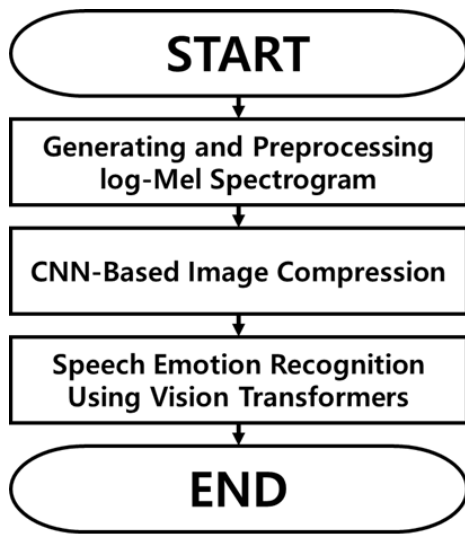 START
Generating and Preprocessing
log-Mel Spectrogram
CNN-Based Image Compression
Speech Emotion Recognition
Using Vision Transformers
END